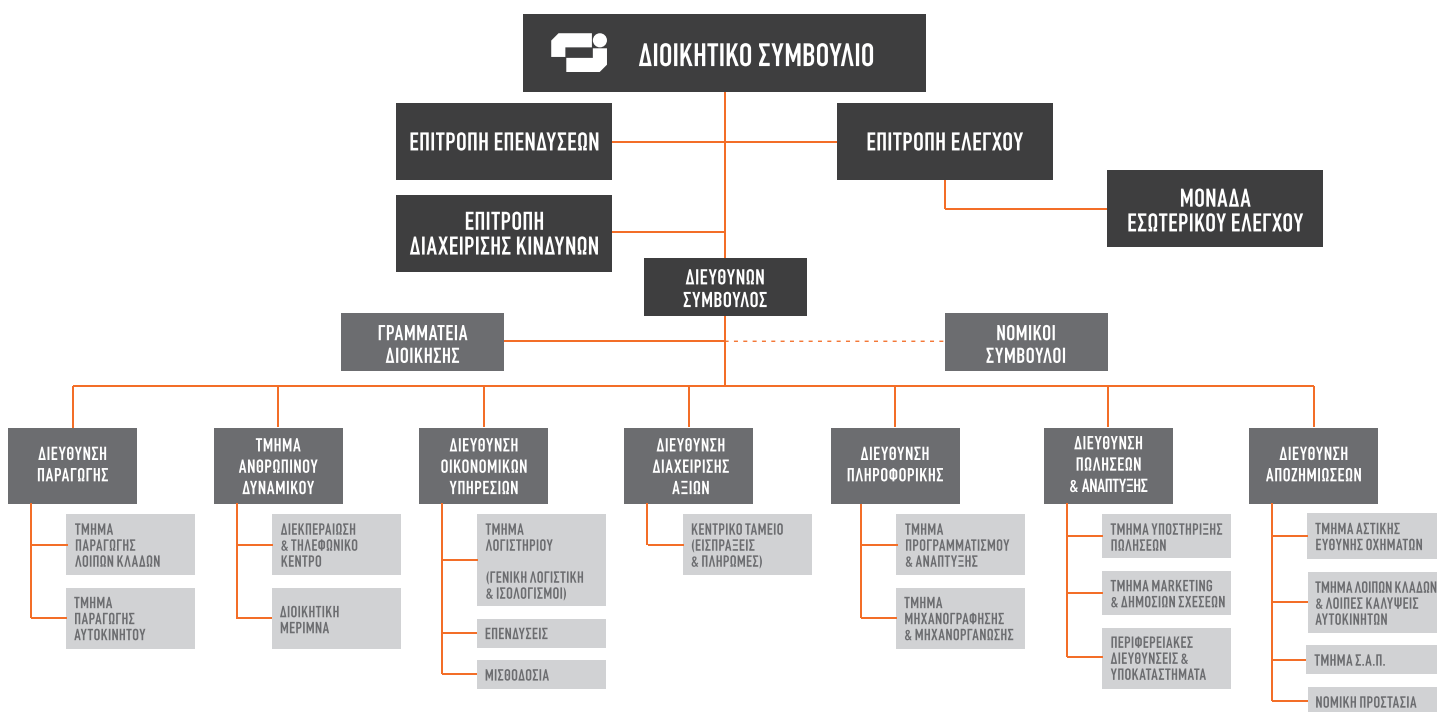 ΔΙΟΙΚΗΤΙΚΟ ΣΥΜΒΟΥΛΙΟ
ΕΠΙΤΡΟΠΗ ΕΠΕΝΔΥΣΕΩΝ
ΕΠΙΤΡΟΠΗ ΕΛΕΓΧΟΥ
ΜΟΝΑΔΑ
ΕΣΩΤΕΡΙΚΟΥ ΕΛΕΓΧΟΥ
ΕΠΙΤΡΟΠΗ
ΔΙΑΧΕΙΡΙΣΗΣ ΚΙΝΔΥΝΩΝ
ΔΙΕΥΘΥΝΩΝ
ΣΥΜΒΟΥΛΟΣ
ΓΡΑΜΜΑΤΕΙΑ
ΔΙΟΙΚΗΣΗΣ
ΝΟΜΙΚΟΙ
ΣΥΜΒΟΥΛΟΙ
ΔΙΕΥΘΥΝΣΗ
ΠΑΡΑΓΩΓΗΣ
ΤΜΗΜΑ
ΠΑΡΑΓΩΓΗΣ
ΛΟΙΠΩΝ ΚΛΑΔΩΝ
ΤΜΗΜΑ
ΠΑΡΑΓΩΓΗΣ
ΑΥΤΟΚΙΝΗΤΟΥ
ΤΜΗΜΑ
ΑΝΘΡΩΠΙΝΟΥ
ΔΥΝΑΜΙΚΟΥ
ΔΙΕΚΠΕΡΑΙΩΣΗ
& ΤΗΛΕΦΩΝΙΚΟ
ΚΕΝΤΡΟ
ΔΙΟΙΚΗΤΙΚΗ
ΜΕΡΙΜΝΑ
ΔΙΕΥΘΥΝΣΗ
ΟΙΚΟΝΟΜΙΚΩΝ
ΥΠΗΡΕΣΙΩΝ
ΤΜΗΜΑ
ΛΟΓΙΣΤΗΡΙΟΥ
(ΓΕΝΙΚΗ ΛΟΓΙΣΤΙΚΗ
& ΙΣΟΛΟΓΙΣΜΟΙ)
ΕΠΕΝΔΥΣΕΙΣ
ΜΙΣΘΟΔΟΣΙΑ
ΔΙΕΥΘΥΝΣΗ
ΔΙΑΧΕΙΡΙΣΗΣ
ΑΞΙΩΝ
ΚΕΝΤΡΙΚΟ ΤΑΜΕΙΟ
(ΕΙΣΠΡΑΞΕΙΣ
& ΠΛΗΡΩΜΕΣ)
ΔΙΕΥΘΥΝΣΗ
ΠΛΗΡΟΦΟΡΙΚΗΣ
ΤΜΗΜΑ
ΠΡΟΓΡΑΜΜΑΤΙΣΜΟΥ
& ΑΝΑΠΤΥΞΗΣ
ΤΜΗΜΑ
ΜΗΧΑΝΟΓΡΑΦΗΣΗΣ
& ΜΗΧΑΝΟΡΓΑΝΩΣΗΣ
ΔΙΕΥΘΥΝΣΗ
ΠΩΛΗΣΕΩΝ
& ΑΝΑΠΤΥΞΗΣ
ΤΜΗΜΑ ΥΠΟΣΤΗΡΙΞΗΣ
ΠΩΛΗΣΕΩΝ
ΤΜΗΜΑ MARKETING
& ΔΗΜΟΣΙΩΝ ΣΧΕΣΕΩΝ
ΠΕΡΙΦΕΡΕΙΑΚΕΣ
ΔΙΕΥΘΥΝΣΕΙΣ &
ΥΠΟΚΑΤΑΣΤΗΜΑΤΑ
ΔΙΕΥΘΥΝΣΗ
ΑΠΟΖΗΜΙΩΣΕΩΝ
ΤΜΗΜΑ ΑΣΤΙΚΗΣ
ΕΥΘΥΝΗΣ ΟΧΗΜΑΤΩΝ
ΤΜΗΜΑ ΛΟΙΠΩΝ ΚΛΑΔΩΝ
& ΛΟΙΠΕΣ ΚΑΛΥΨΕΙΣ
ΑΥΤΟΚΙΝΗΤΩΝ
ΤΜΗΜΑ Σ.Α.Π.
ΝΟΜΙΚΗ ΠΡΟΣΤΑΣΙΑ